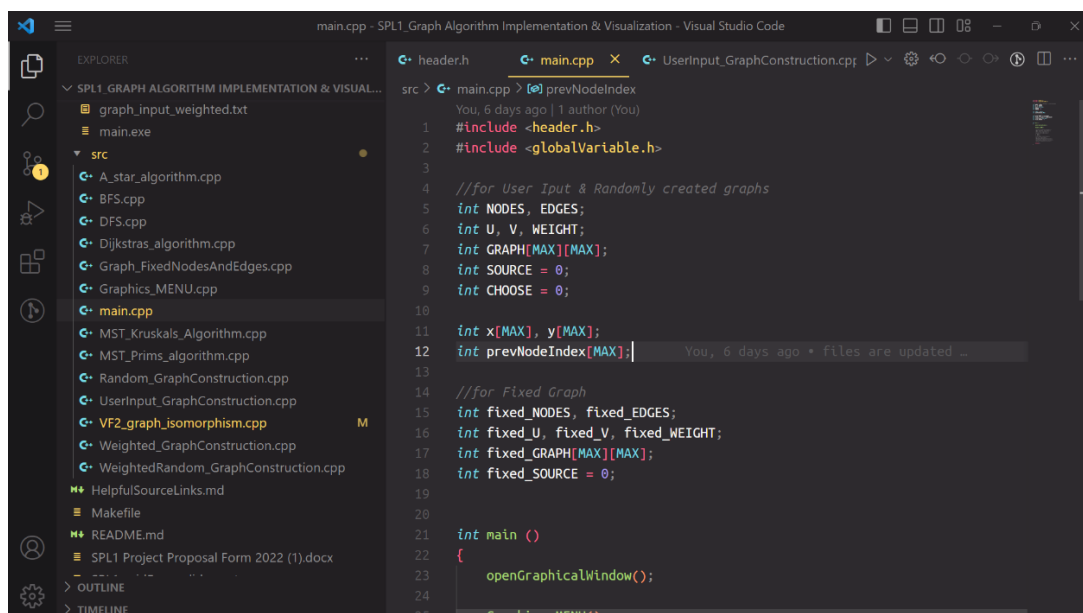 main.cpp - SPL1_Graph Algorithm Implementation & Visualization - Visual Studio Code
EXPLORER
SPL1_GRAPH ALGORITHM IMPLEMENTATION & VISUAL...
graph_input_weighted.txt
main.exe
src
A_star_algorithm.cpp
BFS.cpp
DFS.cpp
Dijkstras_algorithm.cpp
Graph_FixedNodesAndEdges.cpp
Graphics_MENU.cpp
main.cpp
MST_Kruskals_Algorithm.cpp
MST_Prims_algorithm.cpp
Random_GraphConstruction.cpp
UserInput_GraphConstruction.cpp
VF2_graph_isomorphism.cpp M
Weighted_GraphConstruction.cpp
WeightedRandom_GraphConstruction.cpp
HelpfulSourceLinks.md
Makefile
README.md
SPL1 Project Proposal Form 2022 (1).docx
OUTLINE
TIMELINE
1
header.h main.cpp UserInput_GraphConstruction.cpp
src > main.cpp > prevNodeIndex
You, 6 days ago | 1 author (You)
1 #include <header.h>
2 #include <globalVariable.h>
3
4 //for User Iput & Randomly created graphs
5 int NODES, EDGES;
6 int U, V, WEIGHT;
7 int GRAPH[MAX][MAX];
8 int SOURCE = 0;
9 int CHOOSE = 0;
10
11 int x[MAX], y[MAX];
12 int prevNodeIndex[MAX]; You, 6 days ago • files are updated …
13
14 //for Fixed Graph
15 int fixed_NODES, fixed_EDGES;
16 int fixed_U, fixed_V, fixed_WEIGHT;
17 int fixed_GRAPH[MAX][MAX];
18 int fixed_SOURCE = 0;
19
20
21 int main ()
22 {
23 openGraphicalWindow();
24